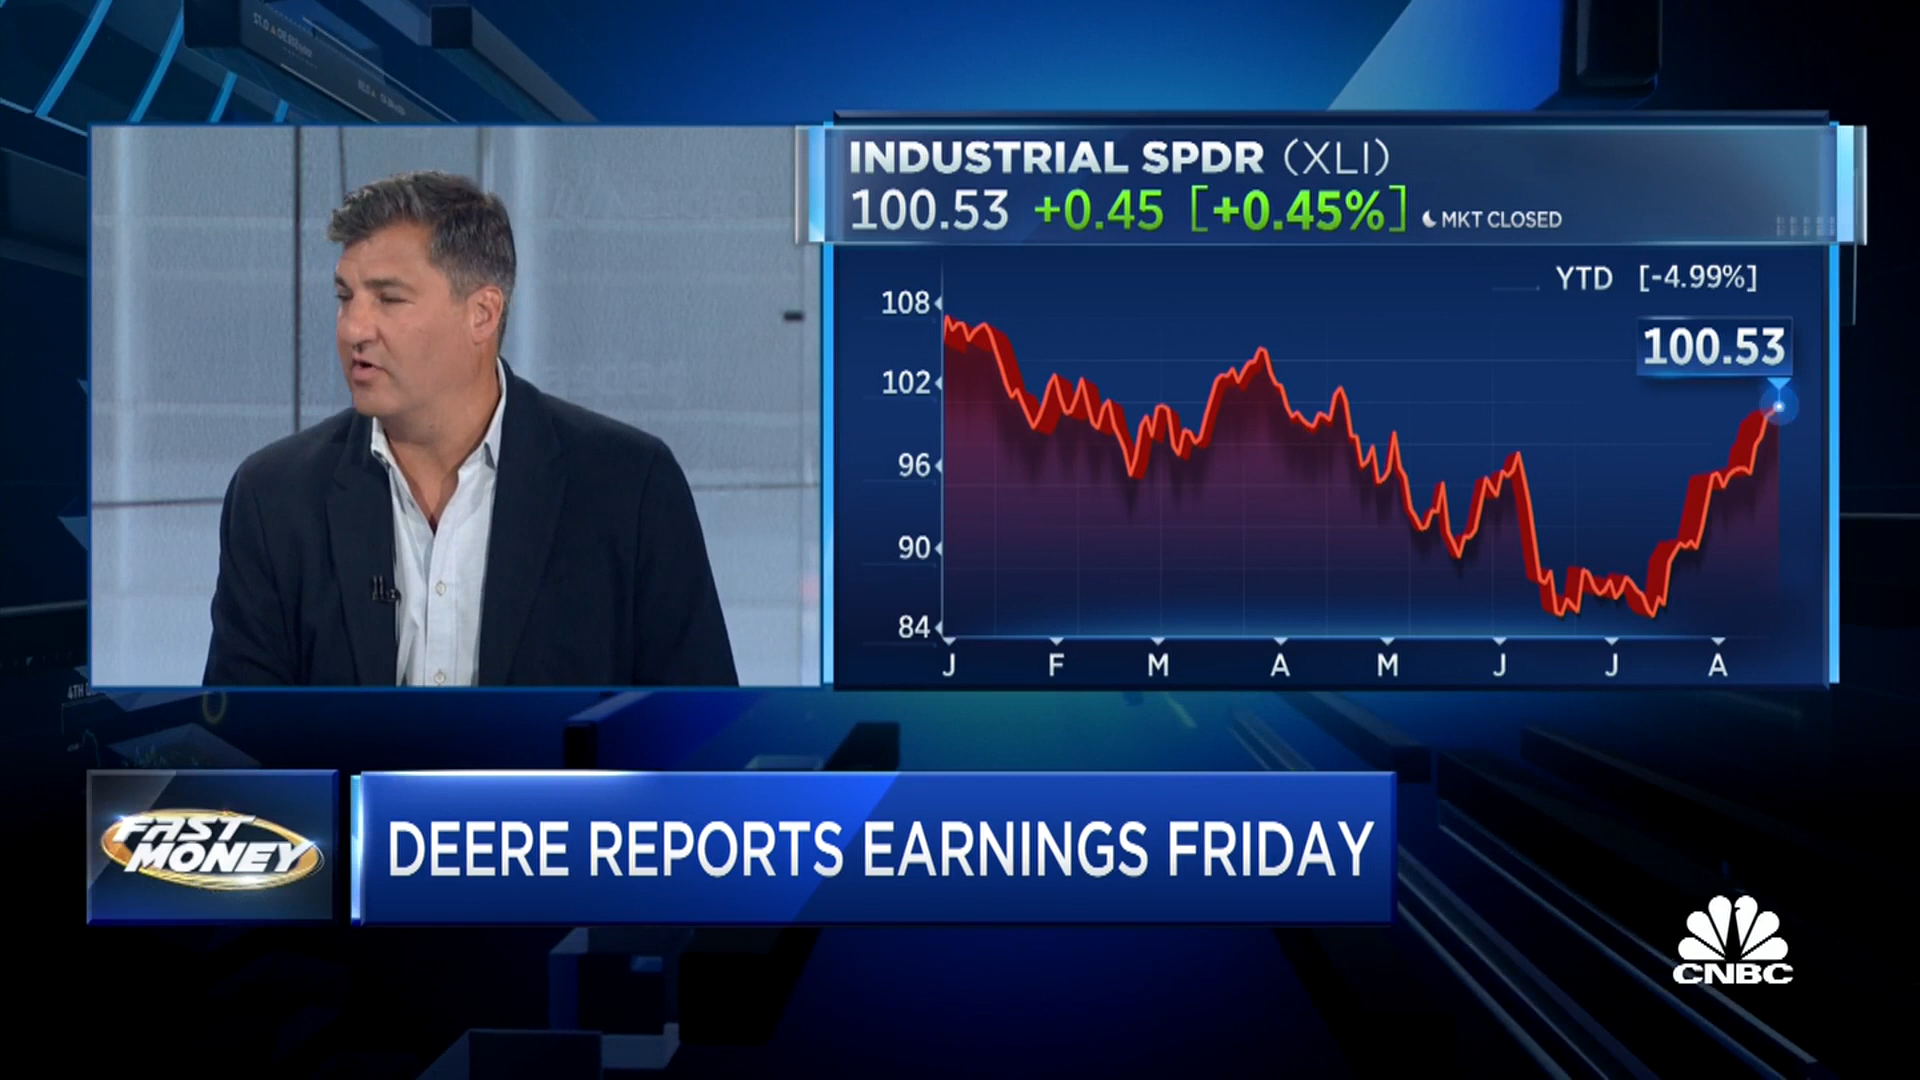 INDUSTRIAL SPDR (XLI)
100.53 +0.45 [+0.45%] MKT CLOSED
YTD [-4.99%]
100.53
108
102
96
90
84
J F M A M J J A
4TH
FAST
MONEY
DEERE REPORTS EARNINGS FRIDAY
CNBC